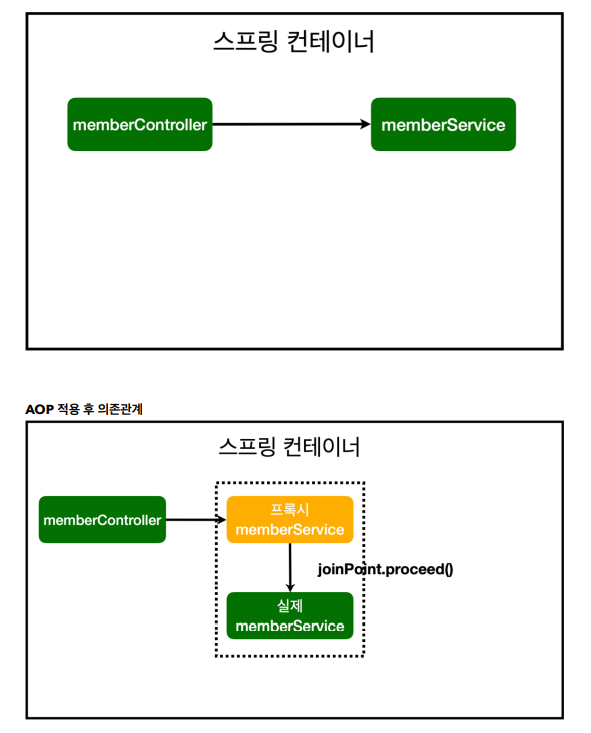 스프링 컨테이너
memberController
memberService
AOP 적용 후 의존관계
스프링 컨테이너
memberController
프록시
memberService
joinPoint.proceed()
실제
memberService